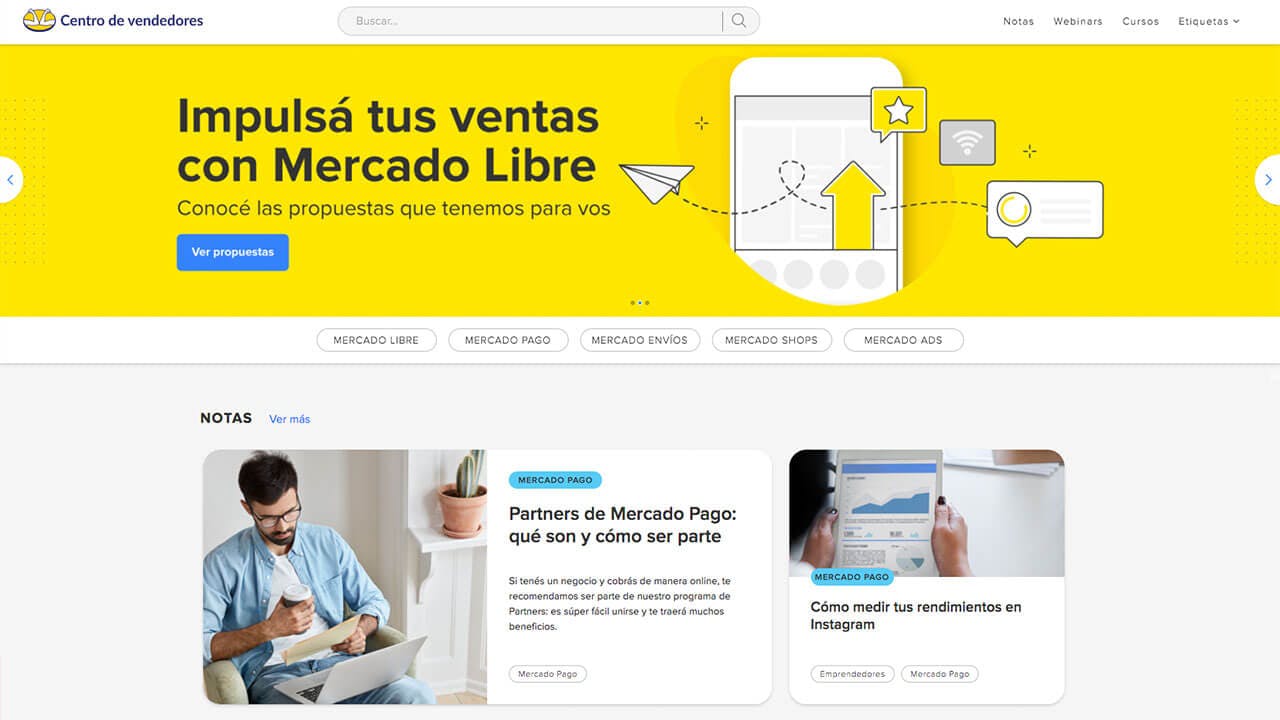 Centro de vendedores
Buscar...
Notas
Webinars
Cursos
Etiquetas
Impulsá tus ventas
con Mercado Libre
Conocé las propuestas que tenemos para vos
Ver propuestas
MERCADO LIBRE
MERCADO PAGO
MERCADO ENVÍOS
MERCADO SHOPS
MERCADO ADS
NOTAS
Ver más
MERCADO PAGO
Partners de Mercado Pago:
qué son y cómo ser parte
Si tenés un negocio y cobrás de manera online, te
recomendamos ser parte de nuestro programa de
Partners: es súper fácil unirse y te traerá muchos
beneficios.
Mercado Pago
MERCADO PAGO
Cómo medir tus rendimientos en
Instagram
Emprendedores
Mercado Pago